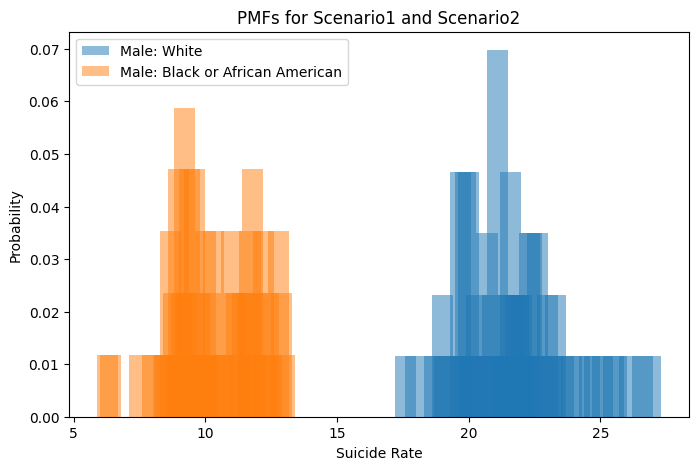 PMFs for Scenario1 and Scenario2
Male: White
Male: Black or African American
Probability
0.07
0.06
0.05
0.04
0.03
0.02
0.01
0.00
5
10
15
20
25
Suicide Rate